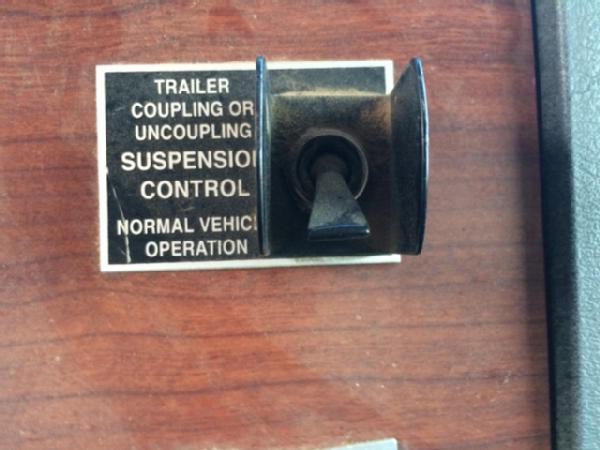 TRAILER
COUPLING OR
UNCOUPLING
SUSPENSIO
CONTROL
NORMAL VEHIC
OPERATION